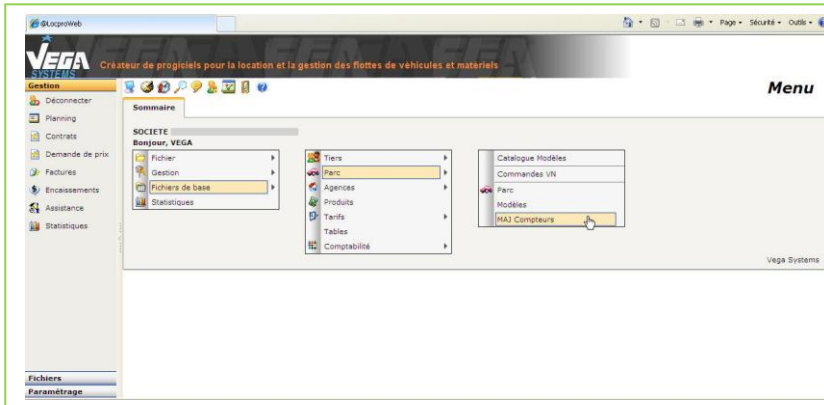 @LocproWeb
Page ▾ Sécurité ▾ Outils ▾
VEGA
SYSTEMS
Créateur de progiciels pour la location et la gestion des flottes de véhicules et matériels
Gestion
Déconnecter
Planning
Contrats
Demande de prix
Factures
Encaissements
Assistance
Statistiques
Fichiers
Paramétrage
Menu
Sommaire
SOCIETE
Bonjour, VEGA
Fichier
Gestion
Fichiers de base
Statistiques
Tiers
Parc
Agences
Produits
Tarifs
Tables
Comptabilité
Catalogue Modèles
Commandes VN
Parc
Modèles
MAJ Compteurs
Vega Systems